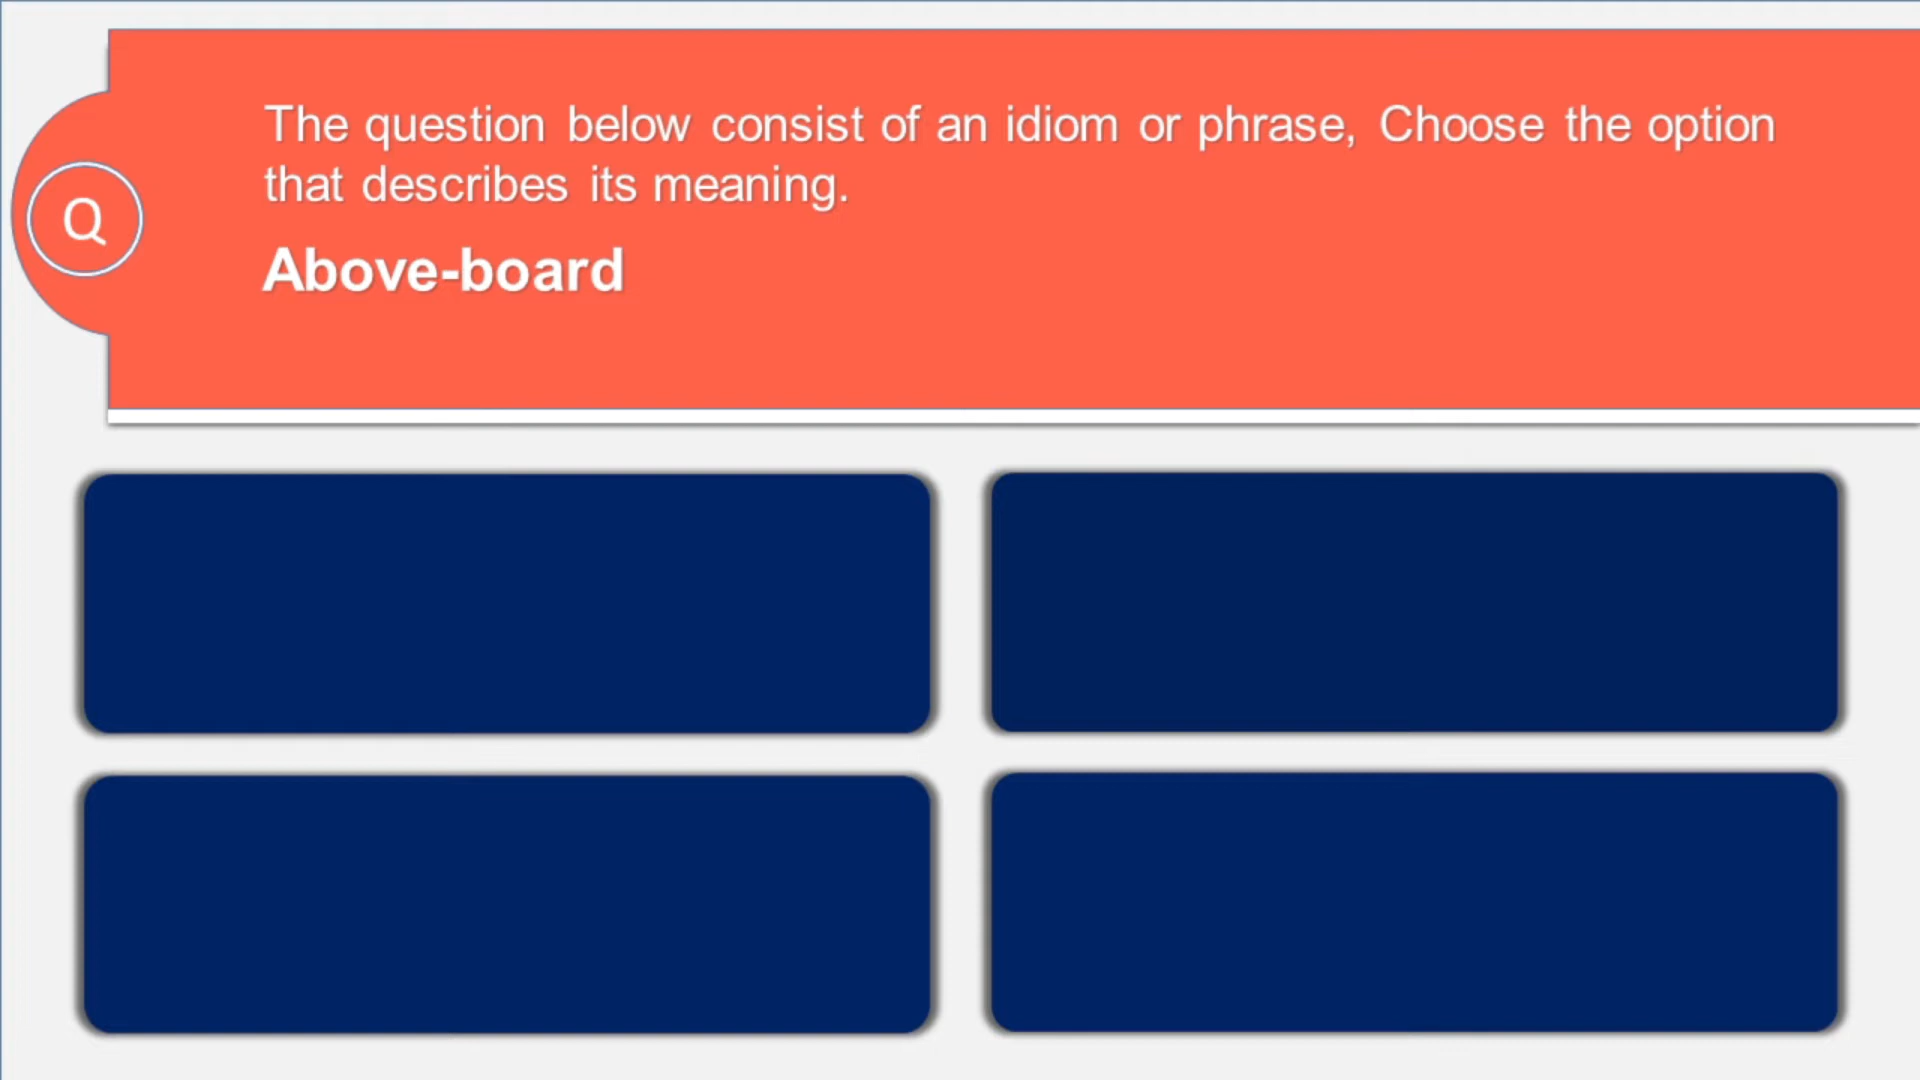 The question below consist of an idiom or phrase, Choose the option
that describes its meaning.
Q
Above-board